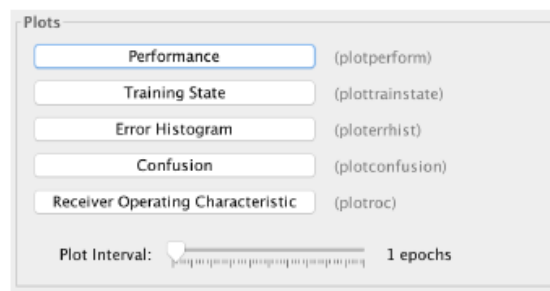 Plots
Performance (plotperform)
Training State (plottrainstate)
Error Histogram (ploterrhist)
Confusion (plotconfusion)
Receiver Operating Characteristic (plotroc)
Plot Interval: 1 epochs